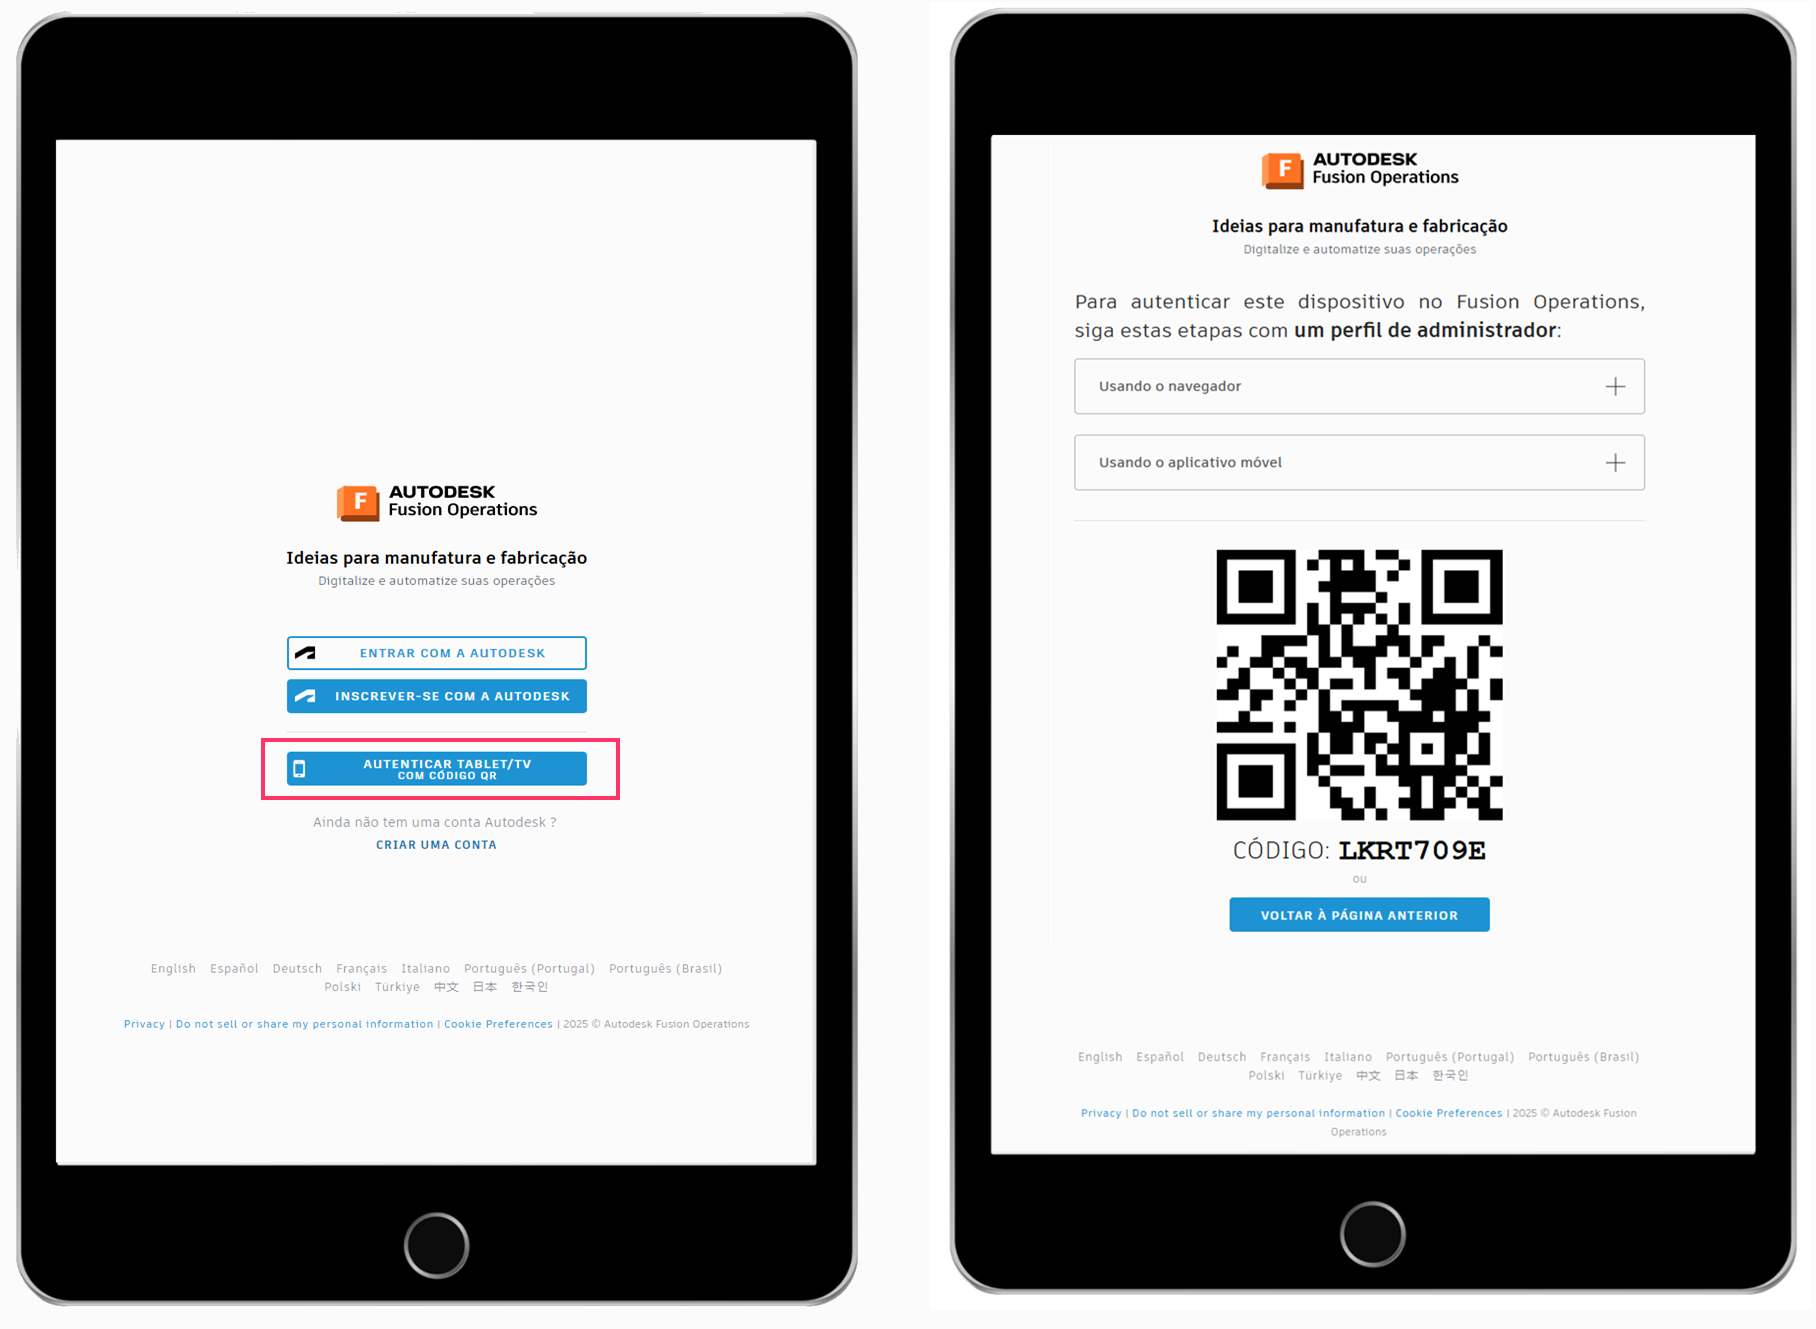 F
AUTODESK
Fusion Operations
Ideias para manufatura e fabricação
Digitalize e automatize suas operações
ENTRAR COM A AUTODESK
INSCREVER-SE COM A AUTODESK
AUTENTICAR TABLET/TV
COM CÓDIGO QR
Ainda não tem uma conta Autodesk ?
CRIAR UMA CONTA
English Español Deutsch Français Italiano Português (Portugal) Português (Brasil)
Polski Türkiye 中文 日本 한국인
Privacy | Do not sell or share my personal information | Cookie Preferences | 2025 © Autodesk Fusion Operations
F
AUTODESK
Fusion Operations
Ideias para manufatura e fabricação
Digitalize e automatize suas operações
Para autenticar este dispositivo no Fusion Operations,
siga estas etapas com um perfil de administrador:
Usando o navegador
Usando o aplicativo móvel
CÓDIGO: LKRT709E
ou
VOLTAR À PÁGINA ANTERIOR
English Español Deutsch Français Italiano Português (Portugal) Português (Brasil)
Polski Türkiye 中文 日本 한국인
Privacy | Do not sell or share my personal information | Cookie Preferences | 2025 © Autodesk Fusion
Operations